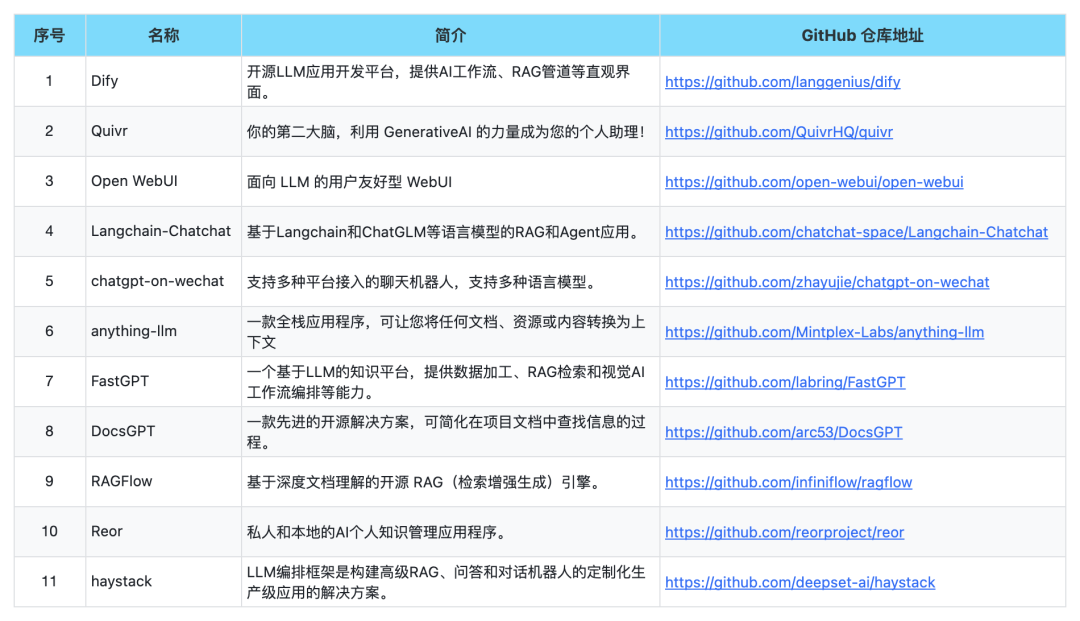 序号 名称 简介 GitHub 仓库地址
1 Dify 开源LLM应用开发平台，提供AI工作流、RAG管道等直观界
面。 https://github.com/langgenius/dify
2 Quivr 你的第二大脑，利用 GenerativeAI 的力量成为您的个人助理！ https://github.com/QuivrHQ/quivr
3 Open WebUI 面向 LLM 的用户友好型 WebUI https://github.com/open-webui/open-webui
4 Langchain-Chatchat 基于Langchain和ChatGLM等语言模型的RAG和Agent应用。 https://github.com/chatchat-space/Langchain-Chatchat
5 chatgpt-on-wechat 支持多种平台接入的聊天机器人，支持多种语言模型。 https://github.com/zhayujie/chatgpt-on-wechat
6 anything-llm 一款全栈应用程序，可让您将任何文档、资源或内容转换为上
下文 https://github.com/Mintplex-Labs/anything-llm
7 FastGPT 一个基于LLM的知识平台，提供数据加工、RAG检索和视觉AI
工作流编排等能力。 https://github.com/labring/FastGPT
8 DocsGPT 一款先进的开源解决方案，可简化在项目文档中查找信息的过
程。 https://github.com/arc53/DocsGPT
9 RAGFlow 基于深度文档理解的开源 RAG（检索增强生成）引擎。 https://github.com/infiniflow/ragflow
10 Reor 私人和本地的AI个人知识管理应用程序。 https://github.com/reorproject/reor
11 haystack LLM编排框架是构建高级RAG、问答和对话机器人的定制化生
产级应用的解决方案。 https://github.com/deepset-ai/haystack